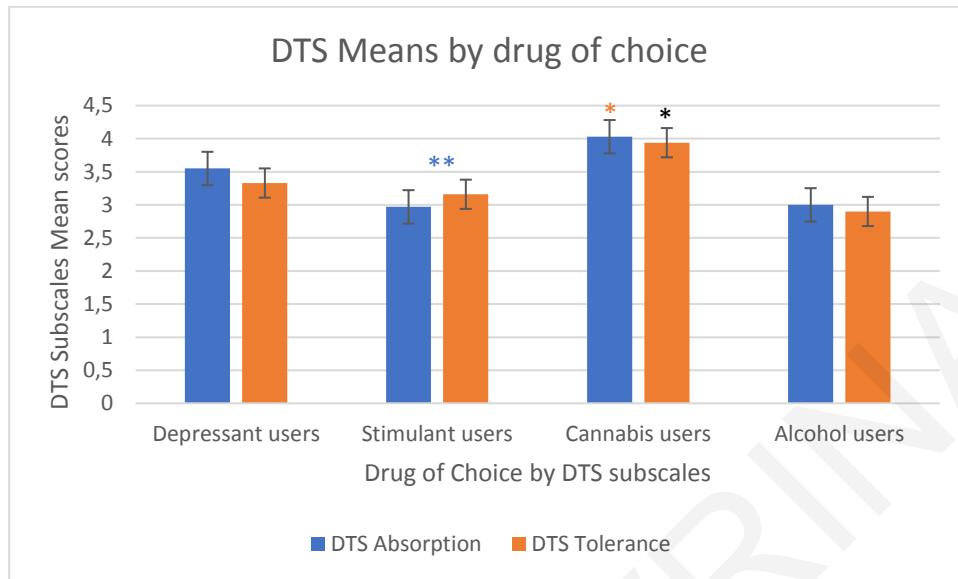 DTS Means by drug of choice
DTS Subscales Mean scores
4,5
4
3,5
3
2,5
2
1,5
1
0,5
0
*
*
**
Depressant users Stimulant users Cannabis users Alcohol users
Drug of Choice by DTS subscales
DTS Absorption DTS Tolerance
TRINA